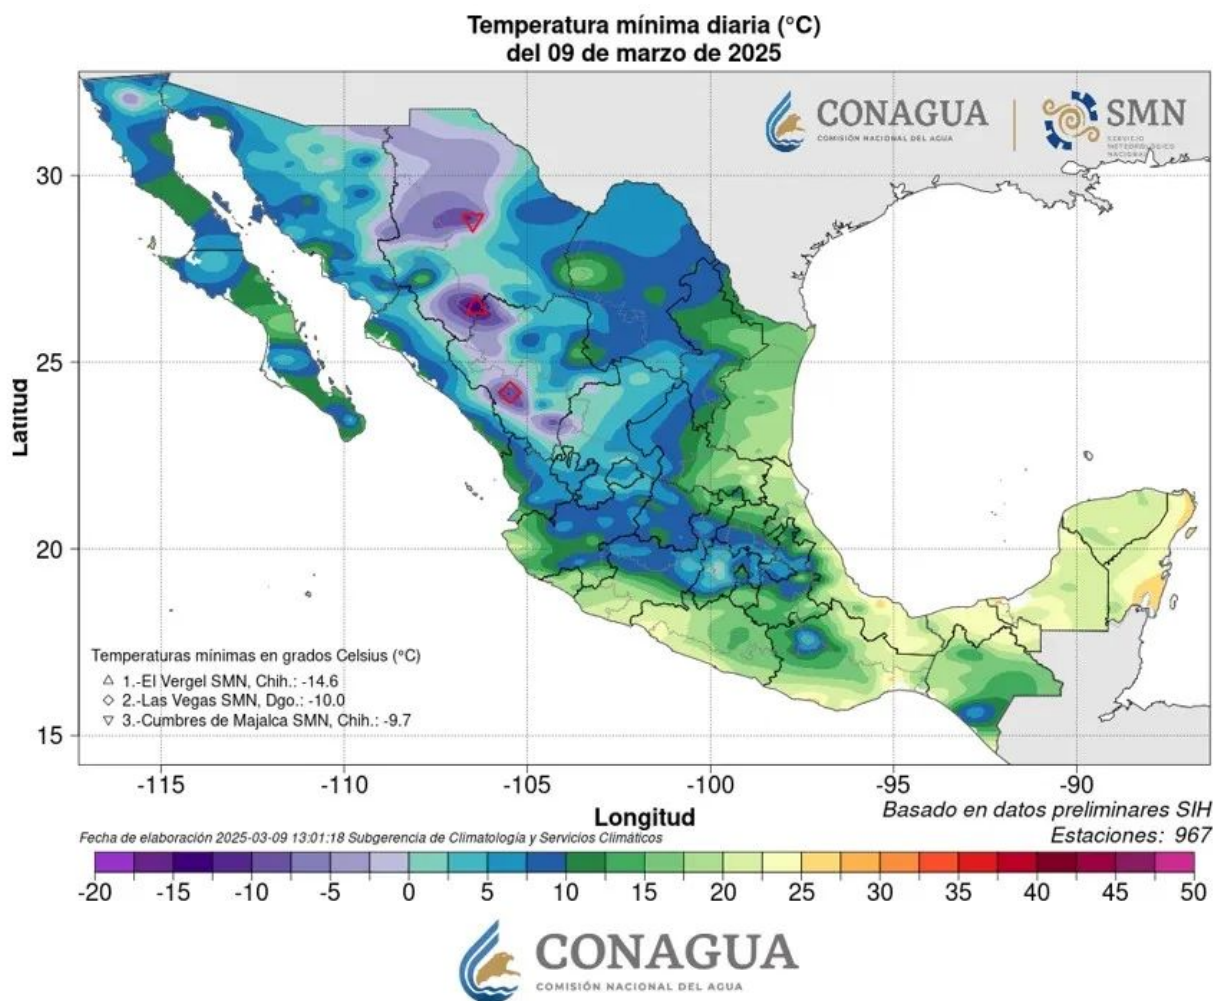 Temperatura mínima diaria (°C)
del 09 de marzo de 2025
CONAGUA
COMISIÓN NACIONAL DEL AGUA
SMN
SERVICIO
METEOROLÓGICO
NACIONAL
30
25
20
15
Latitud
Temperaturas mínimas en grados Celsius (°C)
1.-El Vergel SMN, Chih.: -14.6
2.-Las Vegas SMN, Dgo.: -10.0
3.-Cumbres de Majalca SMN, Chih.: -9.7
-115 -110 -105 -100 -95 -90
Longitud
Basado en datos preliminares SIH
Estaciones: 967
Fecha de elaboración 2025-03-09 13:01:18 Subgerencia de Climatología y Servicios Climáticos
-20 -15 -10 -5 0 5 10 15 20 25 30 35 40 45 50
CONAGUA
COMISIÓN NACIONAL DEL AGUA